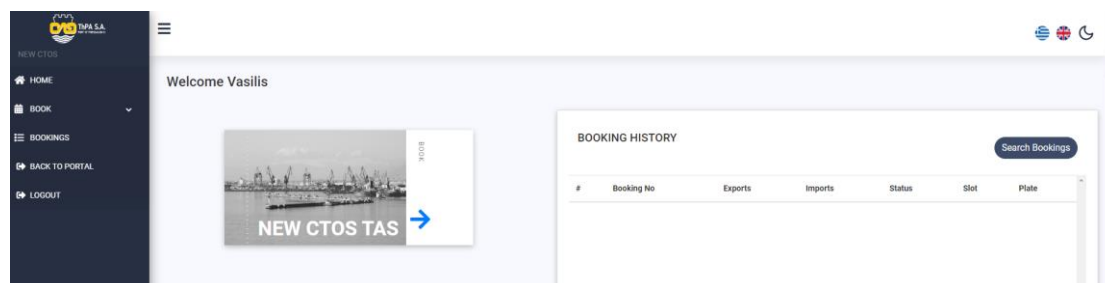 ThPA S.A.
NEW CTOS
HOME
BOOK
BOOKINGS
BACK TO PORTAL
LOGOUT
Welcome Vasilis
BOOK
NEW CTOS TAS
BOOKING HISTORY
Search Bookings
# Booking No Exports Imports Status Slot Plate